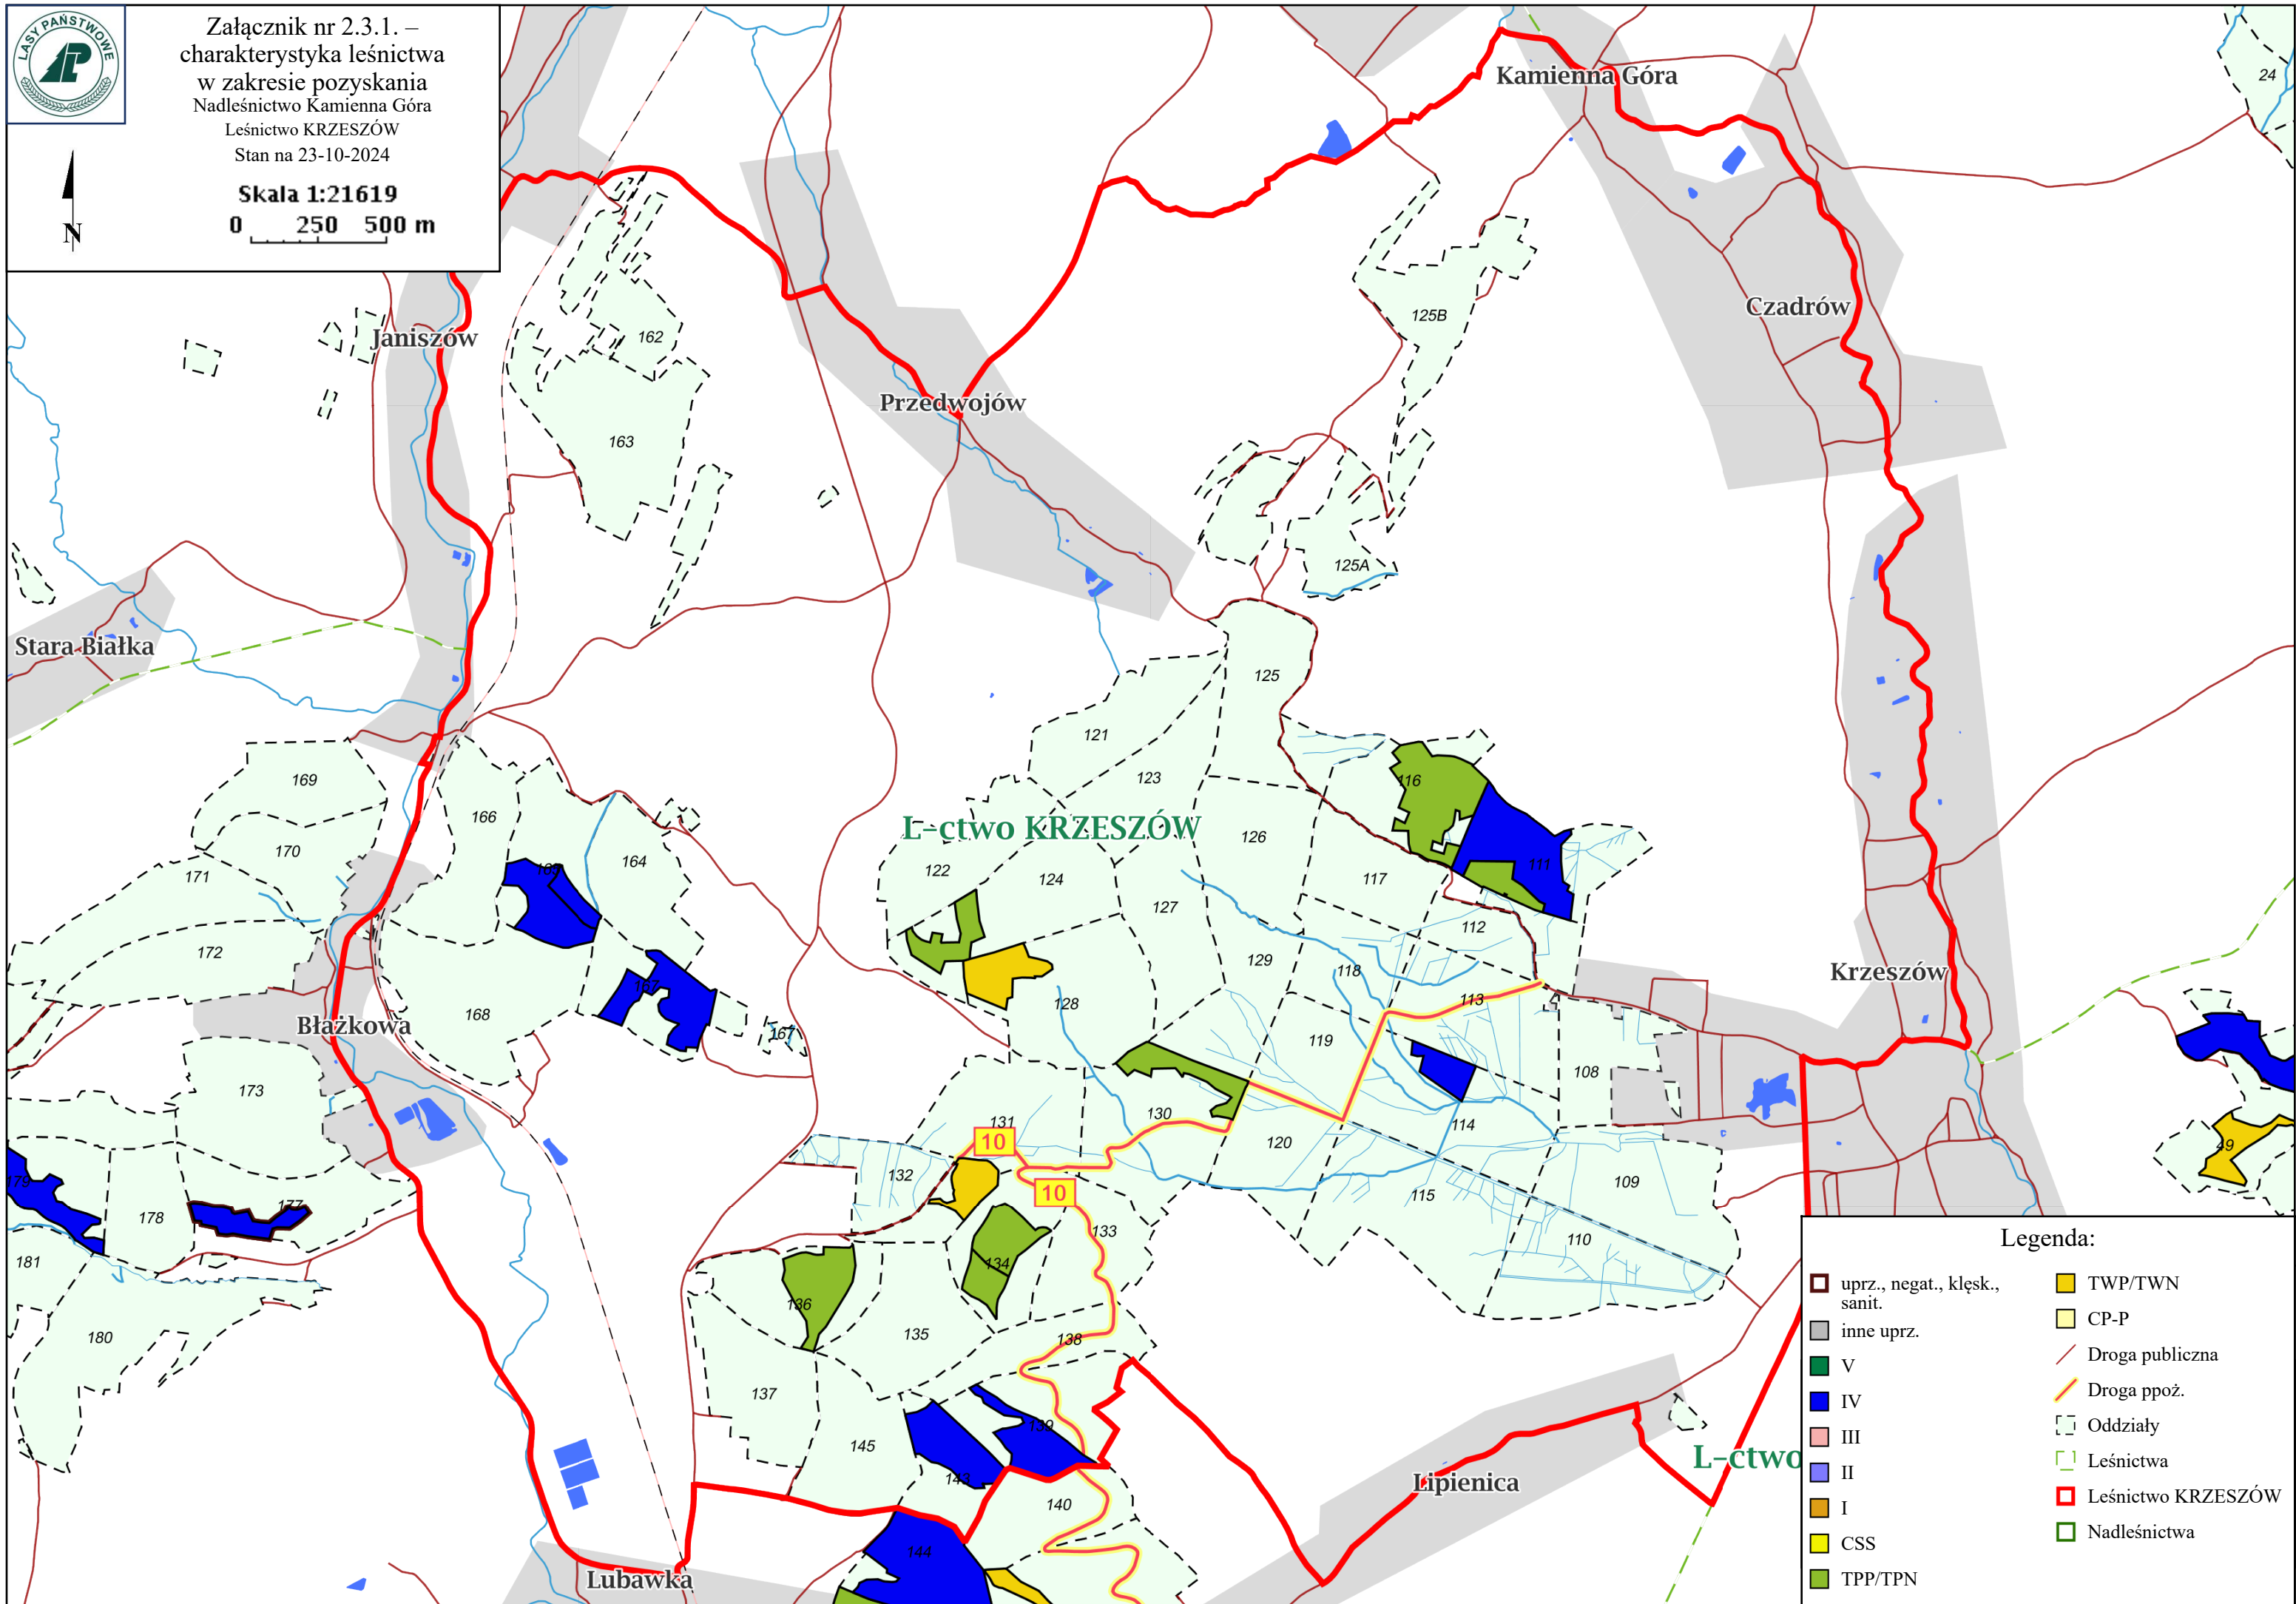 LASY PAŃSTWOWE
Załącznik nr 2.3.1. –
charakterystyka leśnictwa
w zakresie pozyskania
Nadleśnictwo Kamienna Góra
Leśnictwo KRZESZÓW
Stan na 23-10-2024
Skala 1:21619
0 250 500 m
N
24
Kamienna Góra
Czadrów
125B
Janiszów
162
Przedwojów
163
125A
Stara Białka
125
121
123
169
116
166
L-ctwo KRZESZÓW
126
170
164
165
111
171
122
124
117
127
112
172
129
118
Krzeszów
167
113
128
168
Błażkowa
167
119
108
173
131
130
114
10
120
49
132
179
109
10
115
177
178
133
110
181
134
136
135
138
180
137
139
145
L-ctwo
143
Lipienica
140
144
Lubawka
Legenda:
uprz., negat., klęsk.,
sanit.
inne uprz.
V
IV
III
II
I
CSS
TPP/TPN
TWP/TWN
CP-P
Droga publiczna
Droga ppoż.
Oddziały
Leśnictwa
Leśnictwo KRZESZÓW
Nadleśnictwa